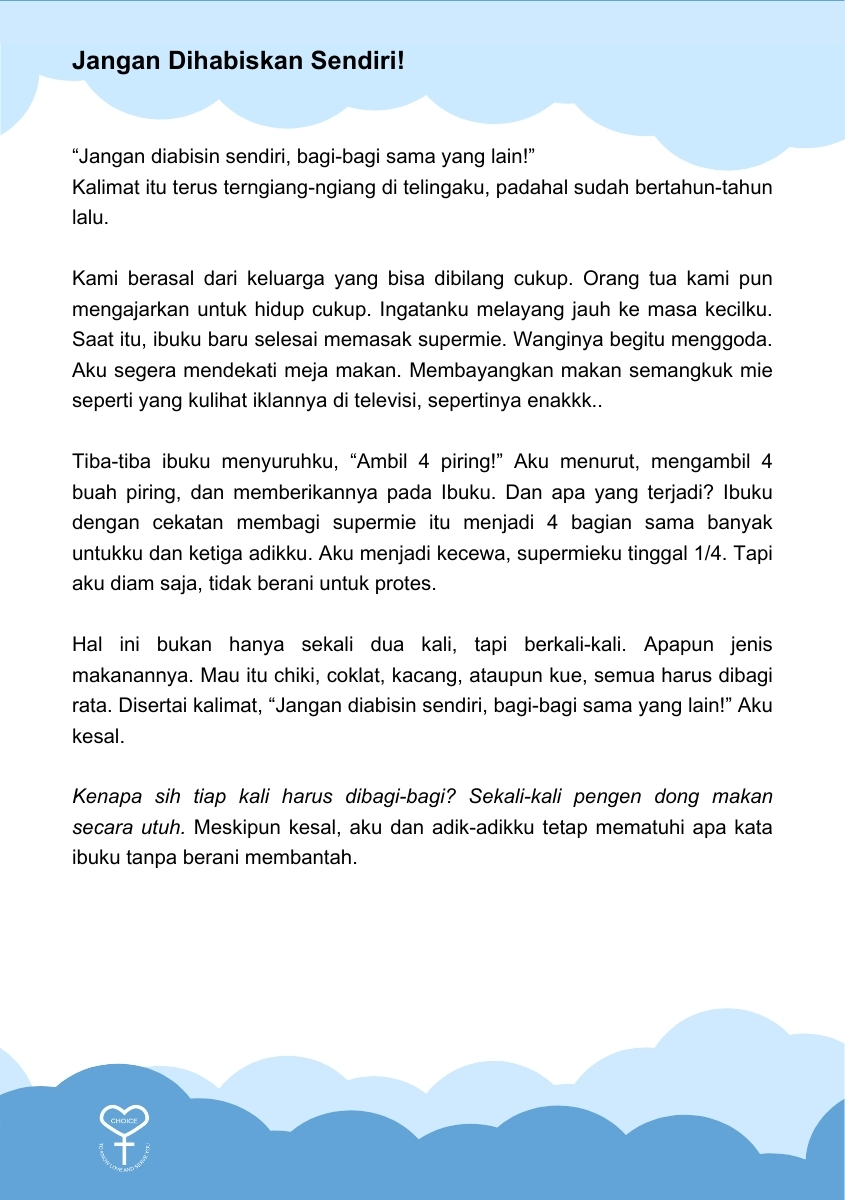 Jangan Dihabiskan Sendiri!
“Jangan diabisin sendiri, bagi-bagi sama yang lain!”
Kalimat itu terus terngiang-ngiang di telingaku, padahal sudah bertahun-tahun
lalu.
Kami berasal dari keluarga yang bisa dibilang cukup. Orang tua kami pun
mengajarkan untuk hidup cukup. Ingatanku melayang jauh ke masa kecilku.
Saat itu, ibuku baru selesai memasak supermie. Wanginya begitu menggoda.
Aku segera mendekati meja makan. Membayangkan makan semangkuk mie
seperti yang kulihat iklannya di televisi, sepertinya enakkk..
Tiba-tiba ibuku menyuruhku, “Ambil 4 piring!” Aku menurut, mengambil 4
buah piring, dan memberikannya pada Ibuku. Dan apa yang terjadi? Ibuku
dengan cekatan membagi supermie itu menjadi 4 bagian sama banyak
untukku dan ketiga adikku. Aku menjadi kecewa, supermieku tinggal 1/4. Tapi
aku diam saja, tidak berani untuk protes.
Hal ini bukan hanya sekali dua kali, tapi berkali-kali. Apapun jenis
makanannya. Mau itu chiki, coklat, kacang, ataupun kue, semua harus dibagi
rata. Disertai kalimat, “Jangan diabisin sendiri, bagi-bagi sama yang lain!” Aku
kesal.
Kenapa sih tiap kali harus dibagi-bagi? Sekali-kali pengen dong makan
secara utuh. Meskipun kesal, aku dan adik-adikku tetap mematuhi apa kata
ibuku tanpa berani membantah.
CHOICE